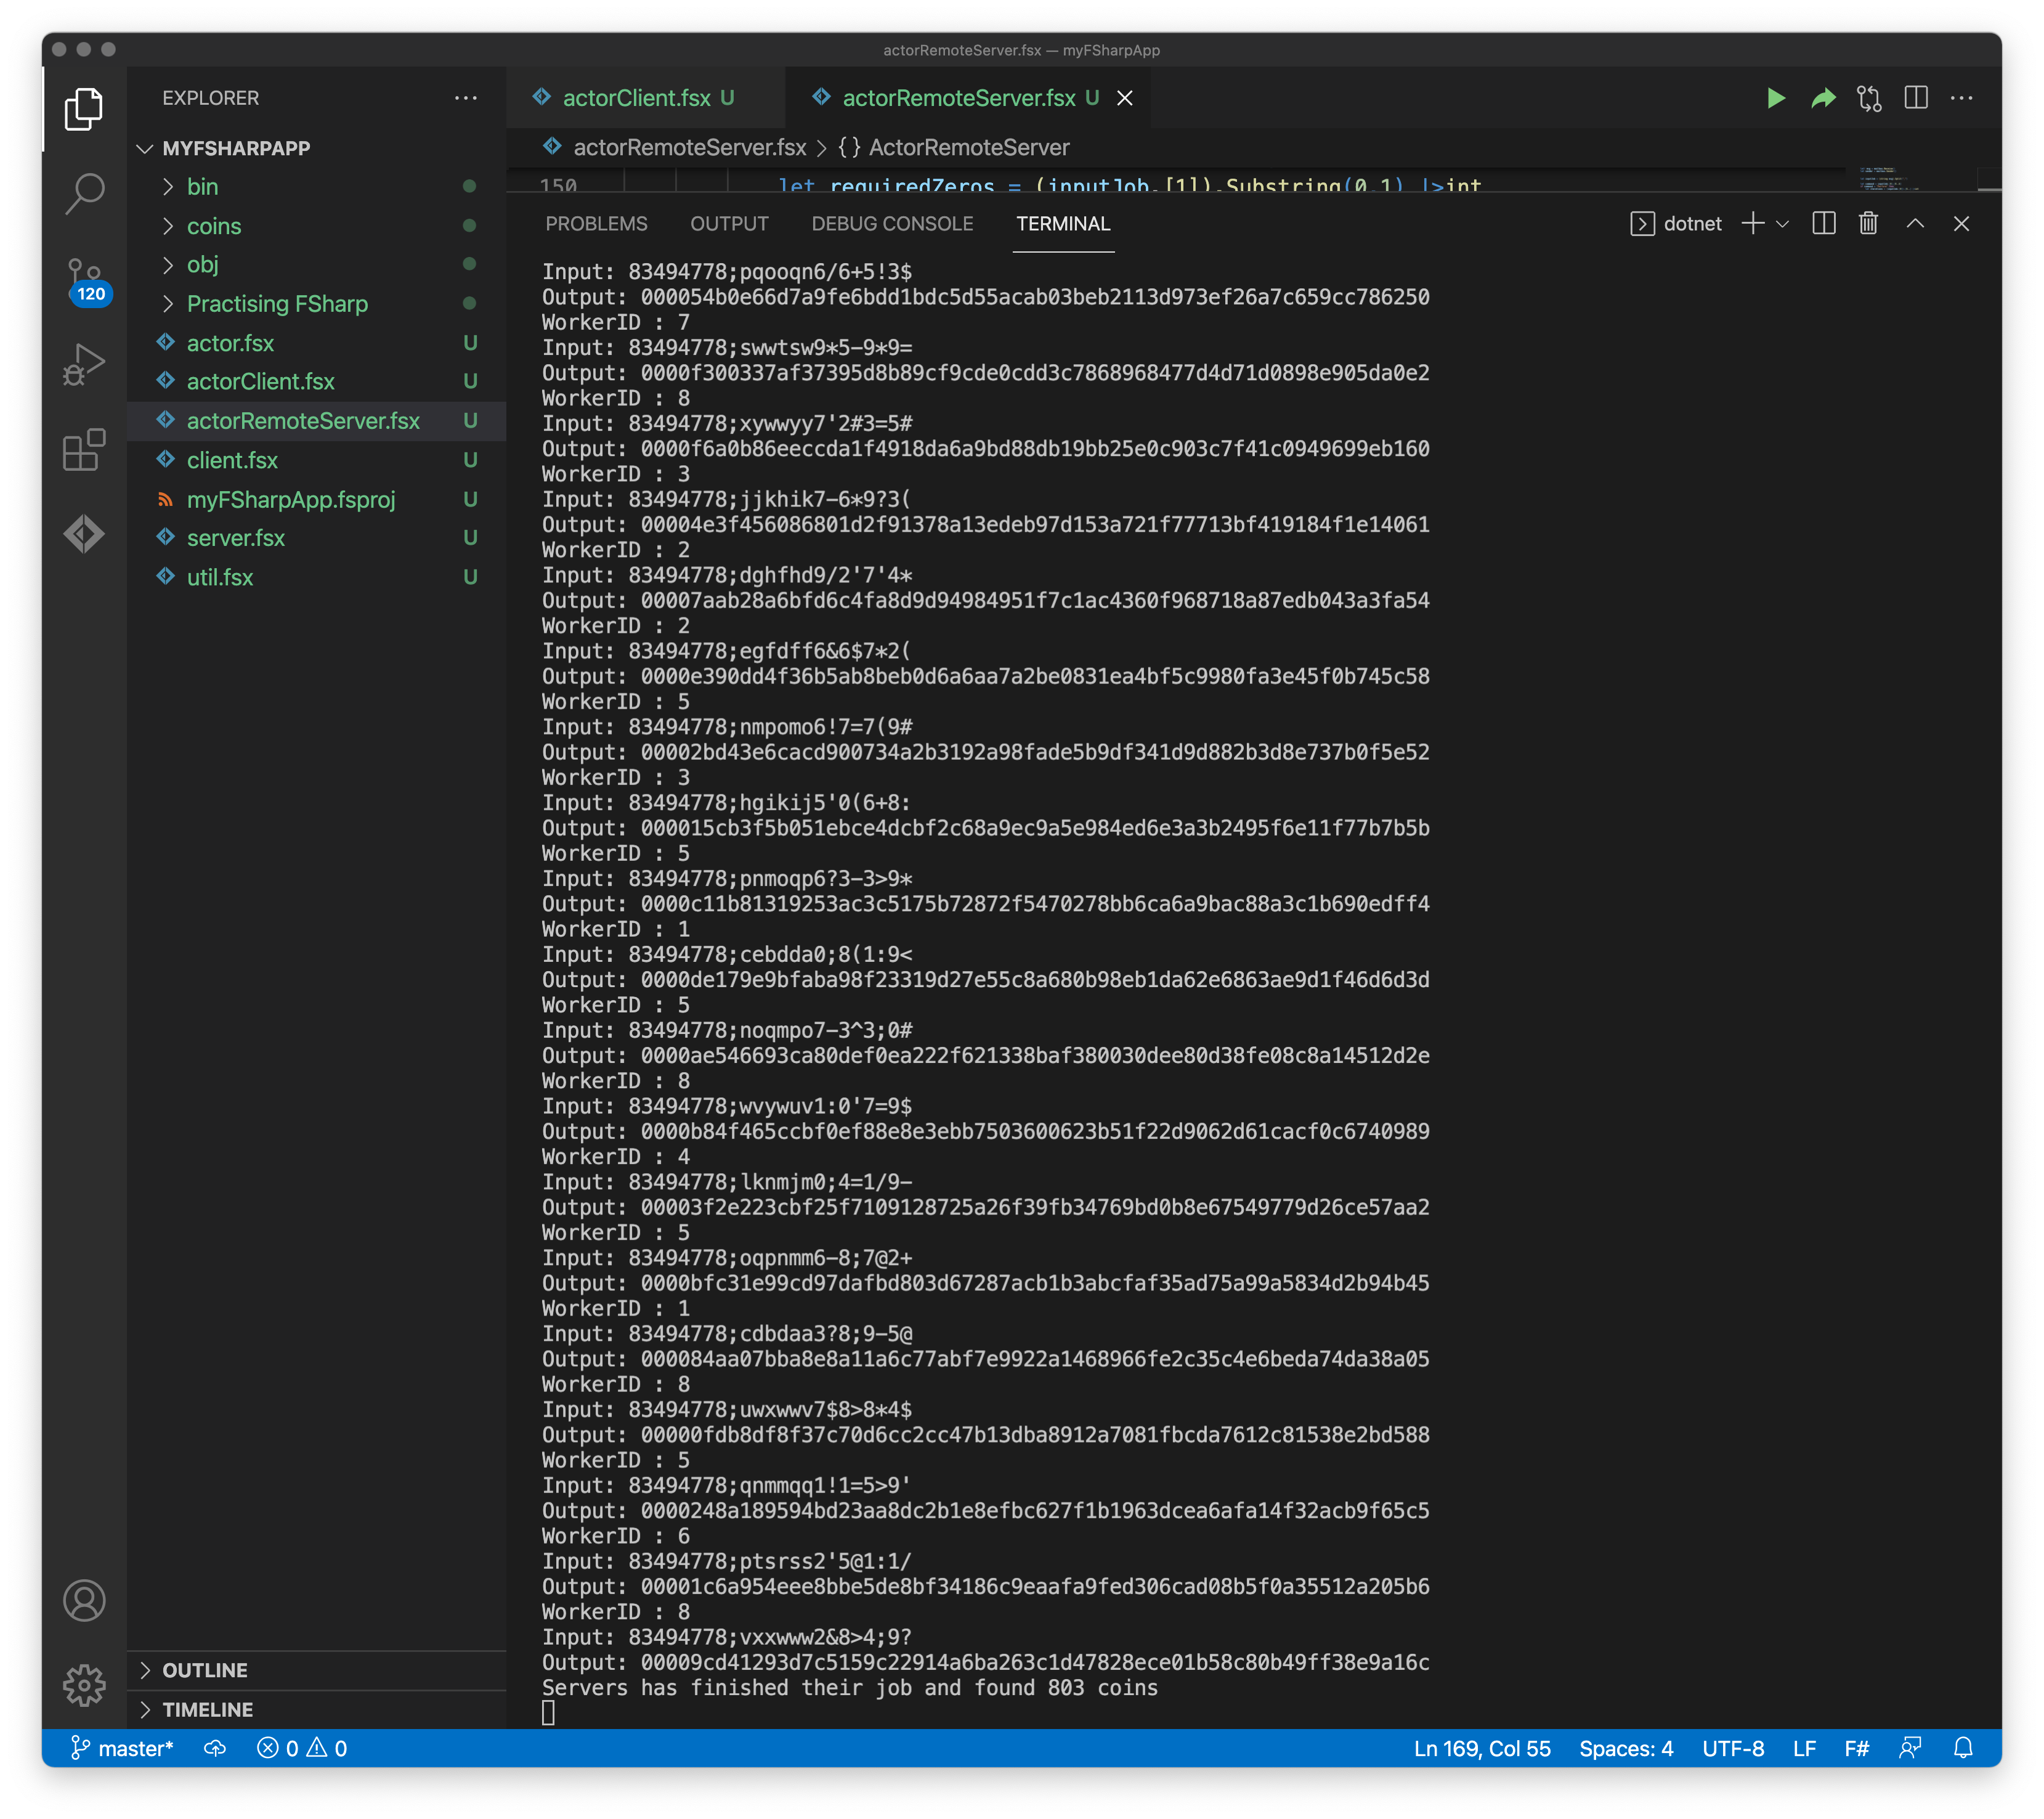 actorRemoteServer.fsx — myFSharpApp
EXPLORER
MYFSHARPAPP
bin
coins
obj
Practising FSharp
actor.fsx U
actorClient.fsx U
actorRemoteServer.fsx U
client.fsx U
myFSharpApp.fsproj U
server.fsx U
util.fsx U
OUTLINE
TIMELINE
120
actorClient.fsx U
actorRemoteServer.fsx U
actorRemoteServer.fsx > {} ActorRemoteServer
150 let requiredZeros = (inputJob.[1]).Substring(0,1) |>int
PROBLEMS OUTPUT DEBUG CONSOLE TERMINAL
dotnet
Input: 83494778;pqooqn6/6+5!3$
Output: 000054b0e66d7a9fe6bdd1bdc5d55acab03beb2113d973ef26a7c659cc786250
WorkerID : 7
Input: 83494778;swwtsw9*5-9*9=
Output: 0000f300337af37395d8b89cf9cde0cdd3c7868968477d4d71d0898e905da0e2
WorkerID : 8
Input: 83494778;xywwyy7'2#3=5#
Output: 0000f6a0b86eeccda1f4918da6a9bd88db19bb25e0c903c7f41c0949699eb160
WorkerID : 3
Input: 83494778;jjkhik7-6*9?3(
Output: 00004e3f456086801d2f91378a13edeb97d153a721f77713bf419184f1e14061
WorkerID : 2
Input: 83494778;dghfhd9/2'7'4*
Output: 00007aab28a6bfd6c4fa8d9d94984951f7c1ac4360f968718a87edb043a3fa54
WorkerID : 2
Input: 83494778;egfdff6&6$7*2(
Output: 0000e390dd4f36b5ab8beb0d6a6aa7a2be0831ea4bf5c9980fa3e45f0b745c58
WorkerID : 5
Input: 83494778;nmpomo6!7=7(9#
Output: 00002bd43e6cacd900734a2b3192a98fade5b9df341d9d882b3d8e737b0f5e52
WorkerID : 3
Input: 83494778;hgikij5'0(6+8:
Output: 000015cb3f5b051ebce4dcbf2c68a9ec9a5e984ed6e3a3b2495f6e11f77b7b5b
WorkerID : 5
Input: 83494778;pnmoqp6?3-3>9*
Output: 0000c11b81319253ac3c5175b72872f5470278bb6ca6a9bac88a3c1b690edff4
WorkerID : 1
Input: 83494778;cebdda0;8(1:9<
Output: 0000de179e9bfaba98f23319d27e55c8a680b98eb1da62e6863ae9d1f46d6d3d
WorkerID : 5
Input: 83494778;noqmpo7-3^3;0#
Output: 0000ae546693ca80def0ea222f621338baf380030dee80d38fe08c8a14512d2e
WorkerID : 8
Input: 83494778;wvywuv1:0'7=9$
Output: 0000b84f465ccbf0ef88e8e3ebb7503600623b51f22d9062d61cacf0c6740989
WorkerID : 4
Input: 83494778;lknmjm0;4=1/9-
Output: 00003f2e223cbf25f7109128725a26f39fb34769bd0b8e67549779d26ce57aa2
WorkerID : 5
Input: 83494778;oqpnmm6-8;7@2+
Output: 0000bfc31e99cd97dafbd803d67287acb1b3abcfaf35ad75a99a5834d2b94b45
WorkerID : 1
Input: 83494778;cdbdaa3?8;9-5@
Output: 000084aa07bba8e8a11a6c77abf7e9922a1468966fe2c35c4e6beda74da38a05
WorkerID : 8
Input: 83494778;uwxwwv7$8>8*4$
Output: 00000fdb8df8f37c70d6cc2cc47b13dba8912a7081fbcda7612c81538e2bd588
WorkerID : 5
Input: 83494778;qnmmqq1!1=5>9'
Output: 0000248a189594bd23aa8dc2b1e8efbc627f1b1963dcea6afa14f32acb9f65c5
WorkerID : 6
Input: 83494778;ptsrss2'5@1:1/
Output: 00001c6a954eee8bbe5de8bf34186c9eaafa9fed306cad08b5f0a35512a205b6
WorkerID : 8
Input: 83494778;vxxwww2&8>4;9?
Output: 00009cd41293d7c5159c22914a6ba263c1d47828ece01b58c80b49ff38e9a16c
Servers has finished their job and found 803 coins
master* 0 0 Ln 169, Col 55 Spaces: 4 UTF-8 LF F#